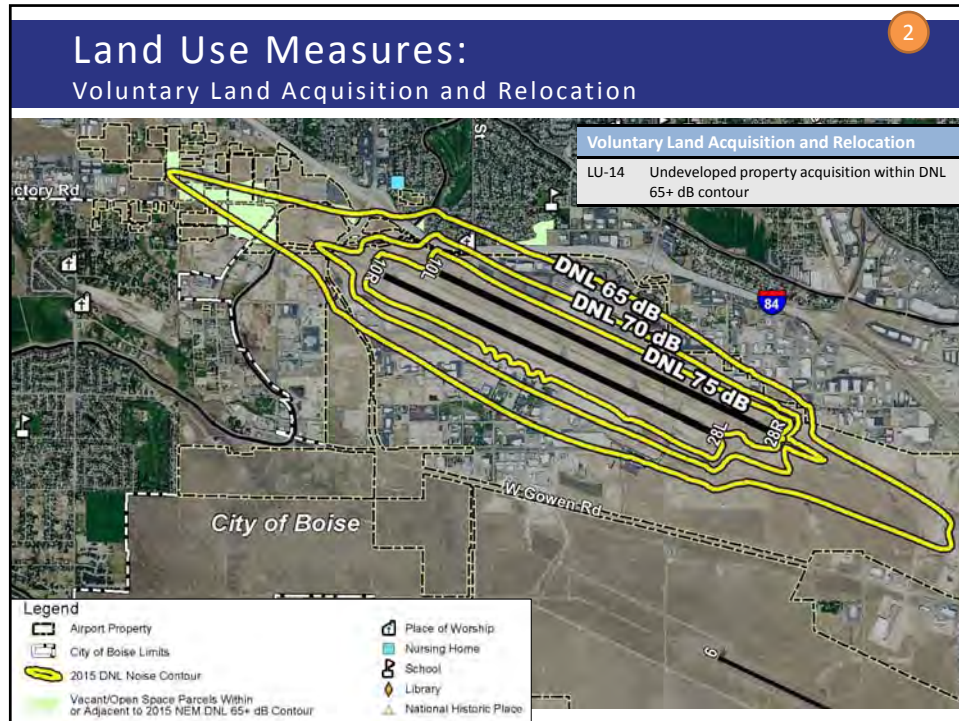 2
Land Use Measures:
Voluntary Land Acquisition and Relocation
Voluntary Land Acquisition and Relocation
LU-14 Undeveloped property acquisition within DNL
65+ dB contour
St
ctory Rd
10R
10L
DNL 65 dB
DNL 70 dB
DNL 75 dB
84
28L
28R
W Gowen Rd
City of Boise
9
Legend
Airport Property
City of Boise Limits
2015 DNL Noise Contour
Vacant/Open Space Parcels Within
or Adjacent to 2015 NEM DNL 65+ dB Contour
Place of Worship
Nursing Home
School
Library
National Historic Place